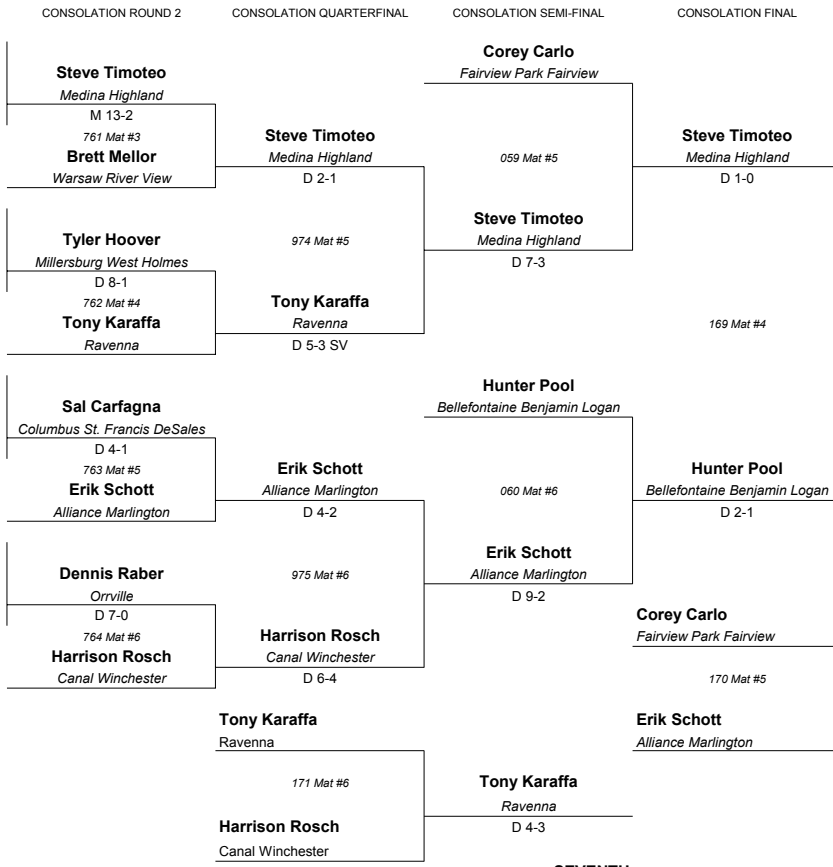 CONSOLATION ROUND 2
CONSOLATION QUARTERFINAL
CONSOLATION SEMI-FINAL
CONSOLATION FINAL
Steve Timoteo
Medina Highland
M 13-2
761 Mat #3
Brett Mellor
Warsaw River View
Tyler Hoover
Millersburg West Holmes
D 8-1
762 Mat #4
Tony Karaffa
Ravenna
Sal Carfagna
Columbus St. Francis DeSales
D 4-1
763 Mat #5
Erik Schott
Alliance Marlington
Dennis Raber
Orrville
D 7-0
764 Mat #6
Harrison Rosch
Canal Winchester
Steve Timoteo
Medina Highland
D 2-1
974 Mat #5
Tony Karaffa
Ravenna
D 5-3 SV
Erik Schott
Alliance Marlington
D 4-2
975 Mat #6
Harrison Rosch
Canal Winchester
D 6-4
Tony Karaffa
Ravenna
171 Mat #6
Harrison Rosch
Canal Winchester
Corey Carlo
Fairview Park Fairview
059 Mat #5
Steve Timoteo
Medina Highland
D 7-3
Hunter Pool
Bellefontaine Benjamin Logan
060 Mat #6
Erik Schott
Alliance Marlington
D 9-2
Tony Karaffa
Ravenna
D 4-3
Steve Timoteo
Medina Highland
D 1-0
169 Mat #4
Hunter Pool
Bellefontaine Benjamin Logan
D 2-1
Corey Carlo
Fairview Park Fairview
170 Mat #5
Erik Schott
Alliance Marlington